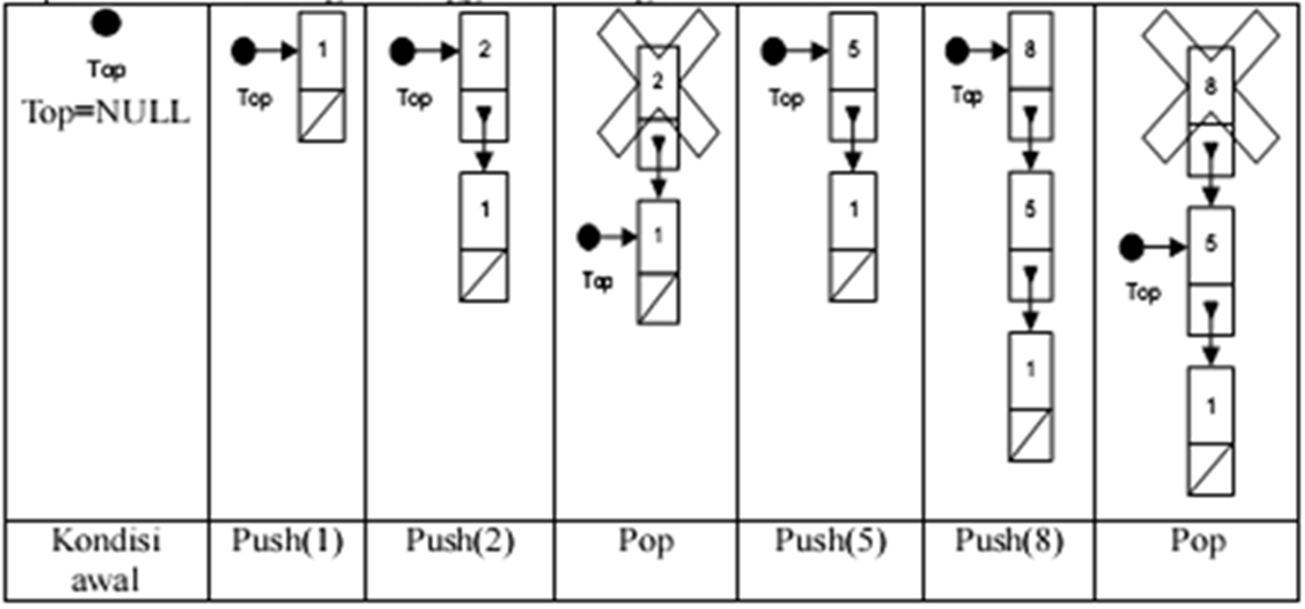 Top
Top=NULL
1
Top
2
Top
1
2
1
Top
5
Top
1
8
Top
5
1
8
5
Top
1
Kondisi
awal
Push(1)
Push(2)
Pop
Push(5)
Push(8)
Pop